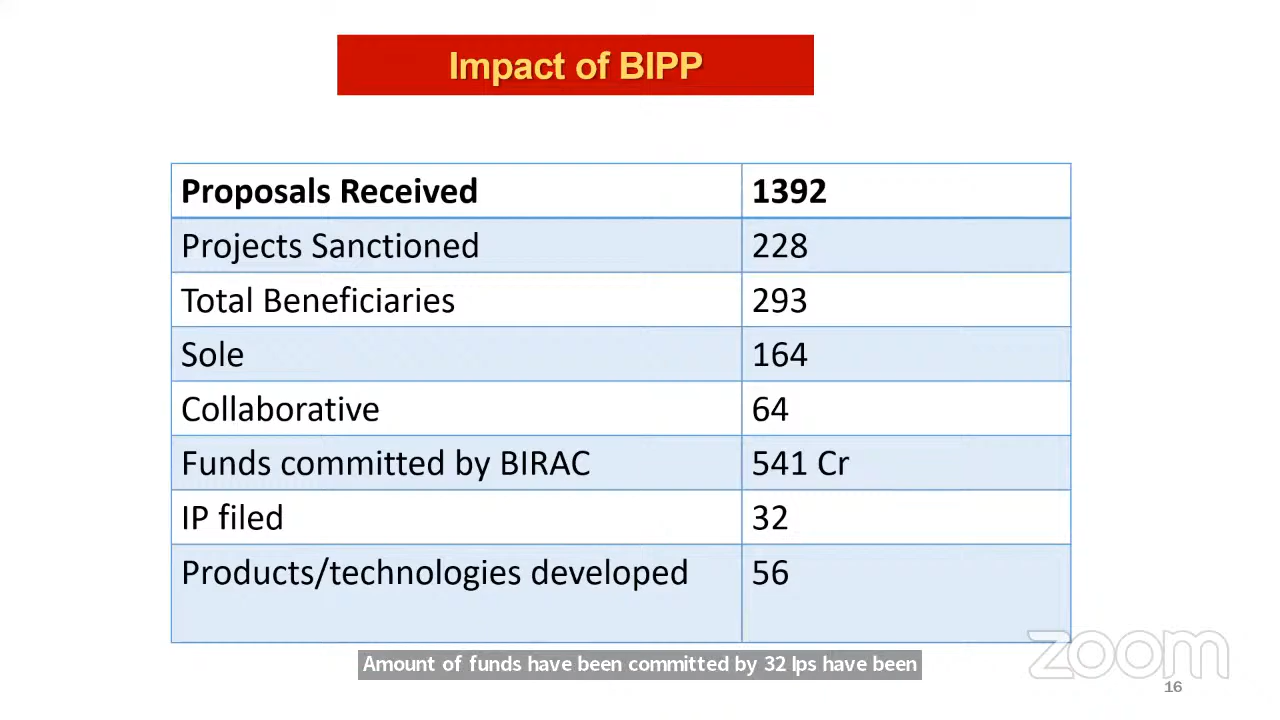 Impact of BIPP
Proposals Received 1392
Projects Sanctioned 228
Total Beneficiaries 293
Sole 164
Collaborative 64
Funds committed by BIRAC 541 Cr
IP filed 32
Products/technologies developed 56
Amount of funds have been committed by 32 Ips have been
zoom
16